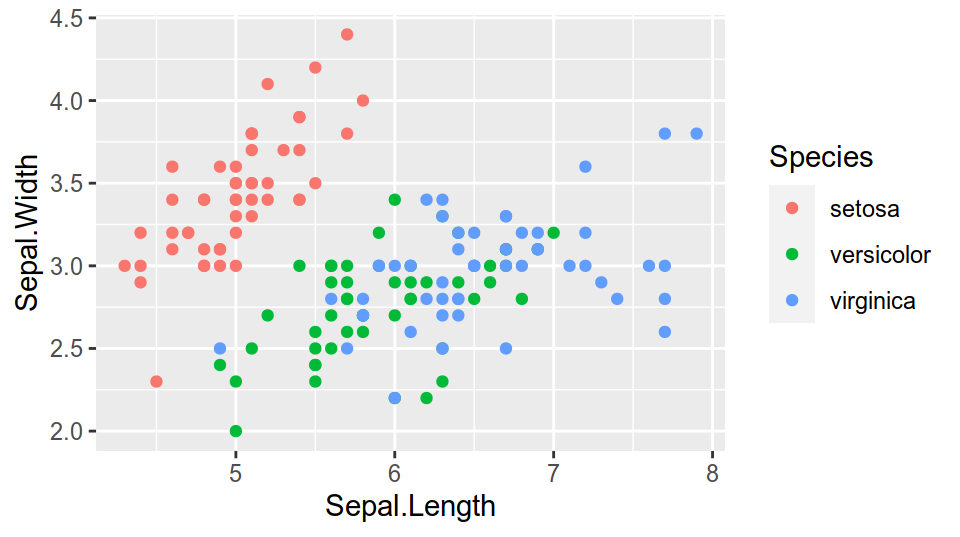 4.5
4.0
3.5
3.0
2.5
2.0
Sepal.Width
5 6 7 8
Sepal.Length
Species
setosa
versicolor
virginica